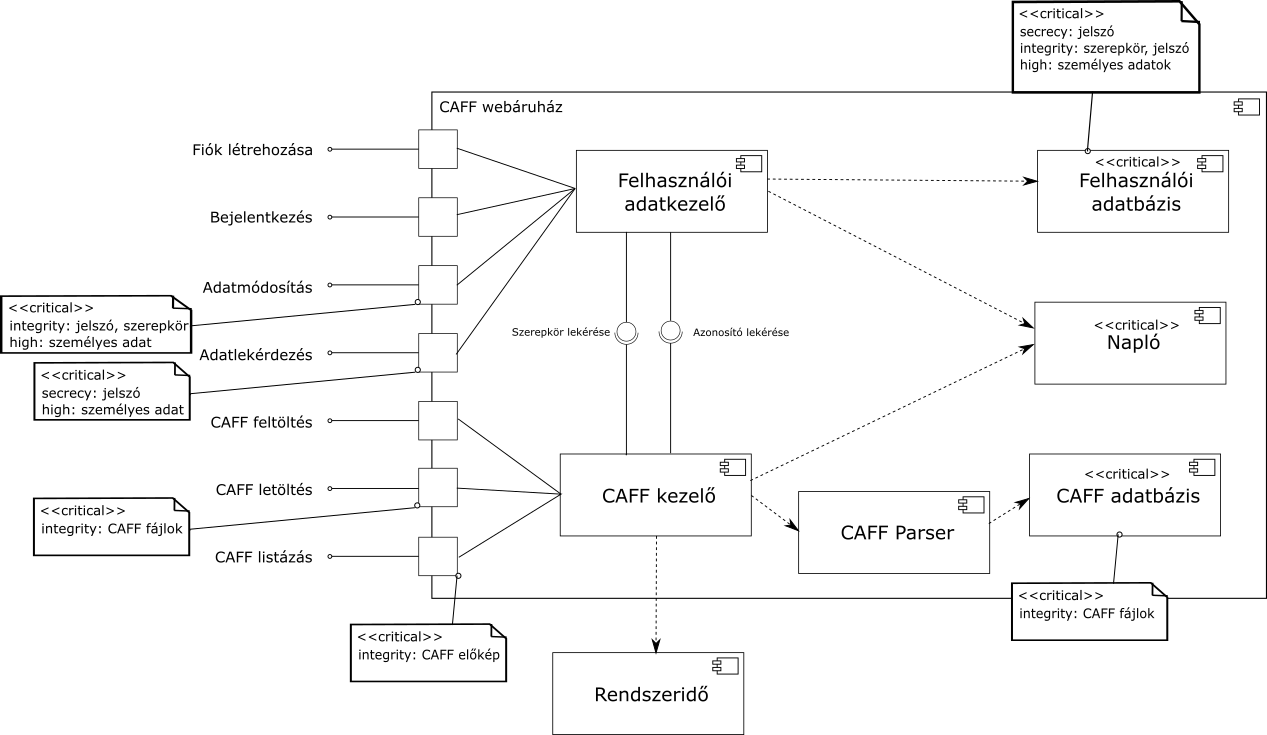 <<critical>>
secrecy: jelszó
integrity: szerepkör, jelszó
high: személyes adatok
CAFF webáruház
Fiók létrehozása
Bejelentkezés
Adatmódosítás
<<critical>>
integrity: jelszó, szerepkör
high: személyes adat
Adatlekérdezés
<<critical>>
secrecy: jelszó
high: személyes adat
CAFF feltöltés
CAFF letöltés
<<critical>>
integrity: CAFF fájlok
CAFF listázás
<<critical>>
integrity: CAFF előkép
Felhasználói
adatkezelő
<<critical>>
Felhasználói
adatbázis
Szerepkör lekérése
Azonosító lekérése
<<critical>>
Napló
CAFF kezelő
CAFF Parser
<<critical>>
CAFF adatbázis
<<critical>>
integrity: CAFF fájlok
Rendszeridő